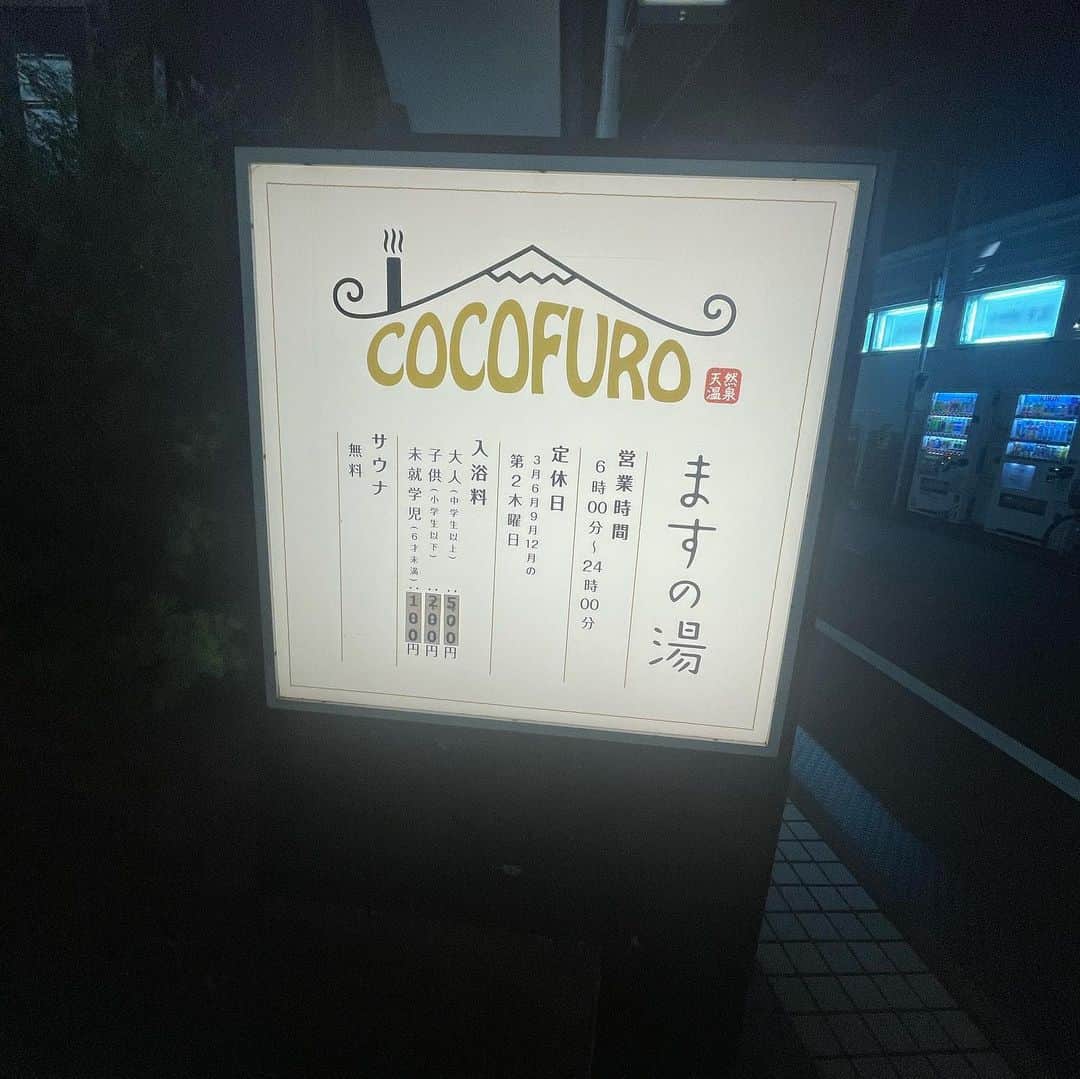 COCOFURO
天然
温泉
ますの湯
営業時間
6時00分～24時00分
定休日
3月6月9月12月の
第2木曜日
入浴料
大人(中学生以上)‥500円
子供(小学生以下)‥200円
未就学児(6才未満)‥100円
サウナ
無料
KIRIN